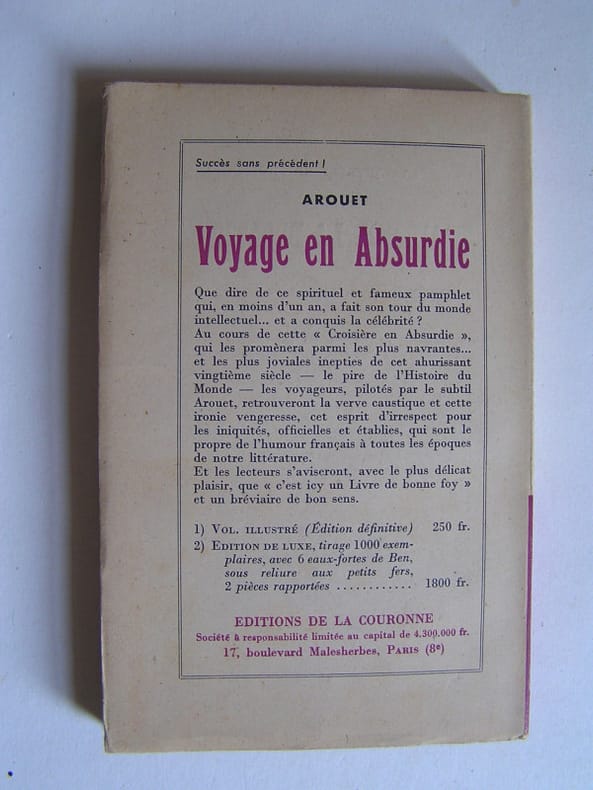 Succès sans précédent !
AROUET
Voyage en Absurdie
Que dire de ce spirituel et fameux pamphlet
qui, en moins d'un an, a fait son tour du monde
intellectuel... et a conquis la célébrité ?
Au cours de cette « Croisière en Absurdie »,
qui les promènera parmi les plus navrantes...
et les plus joviales inepties de cet ahurissant
vingtième siècle — le pire de l'Histoire du
Monde — les voyageurs, pilotés par le subtil
Arouet, retrouveront la verve caustique et cette
ironie vengeresse, cet esprit d'irrespect pour
les iniquités, officielles et établies, qui sont le
propre de l'humour français à toutes les époques
de notre littérature.
Et les lecteurs s'aviseront, avec le plus délicat
plaisir, que « c'est icy un Livre de bonne foy »
et un bréviaire de bon sens.
1) VOL. ILLUSTRÉ (Édition définitive) 250 fr.
2) EDITION DE LUXE, tirage 1000 exem-
plaires, avec 6 eaux-fortes de Ben,
sous reliure aux petits fers,
2 pièces rapportées ............ 1800 fr.
EDITIONS DE LA COURONNE
Société à responsabilité limitée au capital de 4.300.000 fr.
17, boulevard Malesherbes, PARIS (8e)